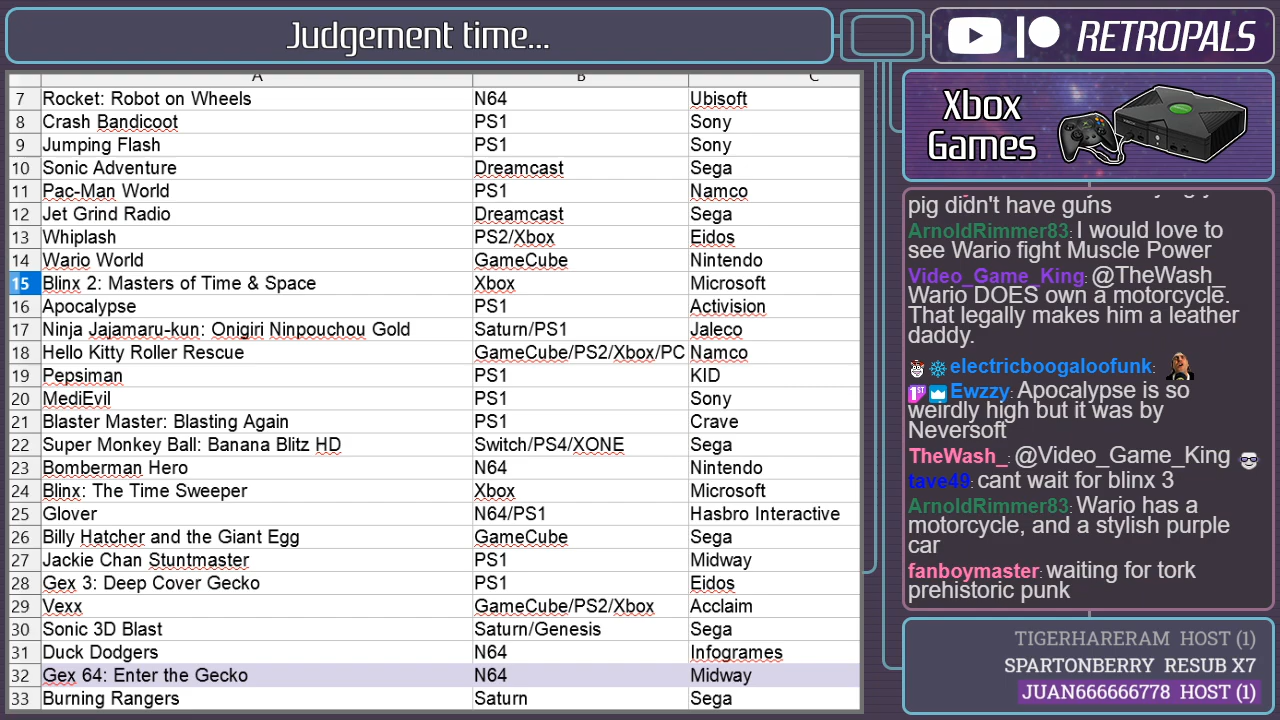 Judgement time...
RETROPALS
A B C
7 Rocket: Robot on Wheels N64 Ubisoft
8 Crash Bandicoot PS1 Sony
9 Jumping Flash PS1 Sony
10 Sonic Adventure Dreamcast Sega
11 Pac-Man World PS1 Namco
12 Jet Grind Radio Dreamcast Sega
13 Whiplash PS2/Xbox Eidos
14 Wario World GameCube Nintendo
15 Blinx 2: Masters of Time & Space Xbox Microsoft
16 Apocalypse PS1 Activision
17 Ninja Jajamaru-kun: Onigiri Ninpouchou Gold Saturn/PS1 Jaleco
18 Hello Kitty Roller Rescue GameCube/PS2/Xbox/PC Namco
19 Pepsiman PS1 KID
20 MediEvil PS1 Sony
21 Blaster Master: Blasting Again PS1 Crave
22 Super Monkey Ball: Banana Blitz HD Switch/PS4/XONE Sega
23 Bomberman Hero N64 Nintendo
24 Blinx: The Time Sweeper Xbox Microsoft
25 Glover N64/PS1 Hasbro Interactive
26 Billy Hatcher and the Giant Egg GameCube Sega
27 Jackie Chan Stuntmaster PS1 Midway
28 Gex 3: Deep Cover Gecko PS1 Eidos
29 Vexx GameCube/PS2/Xbox Acclaim
30 Sonic 3D Blast Saturn/Genesis Sega
31 Duck Dodgers N64 Infogrames
32 Gex 64: Enter the Gecko N64 Midway
33 Burning Rangers Saturn Sega
Xbox
Games
pig didn't have guns
ArnoldRimmer83: I would love to
see Wario fight Muscle Power
Video_Game_King: @TheWash_
Wario DOES own a motorcycle.
That legally makes him a leather
daddy.
electricboogaloofunk:
1ST Ewzzy: Apocalypse is so
weirdly high but it was by
Neversoft
TheWash_: @Video_Game_King
tave49: cant wait for blinx 3
ArnoldRimmer83: Wario has a
motorcycle, and a stylish purple
car
fanboymaster: waiting for tork
prehistoric punk
TIGERHARERAM HOST (1)
SPARTONBERRY RESUB X7
JUAN666666778 HOST (1)